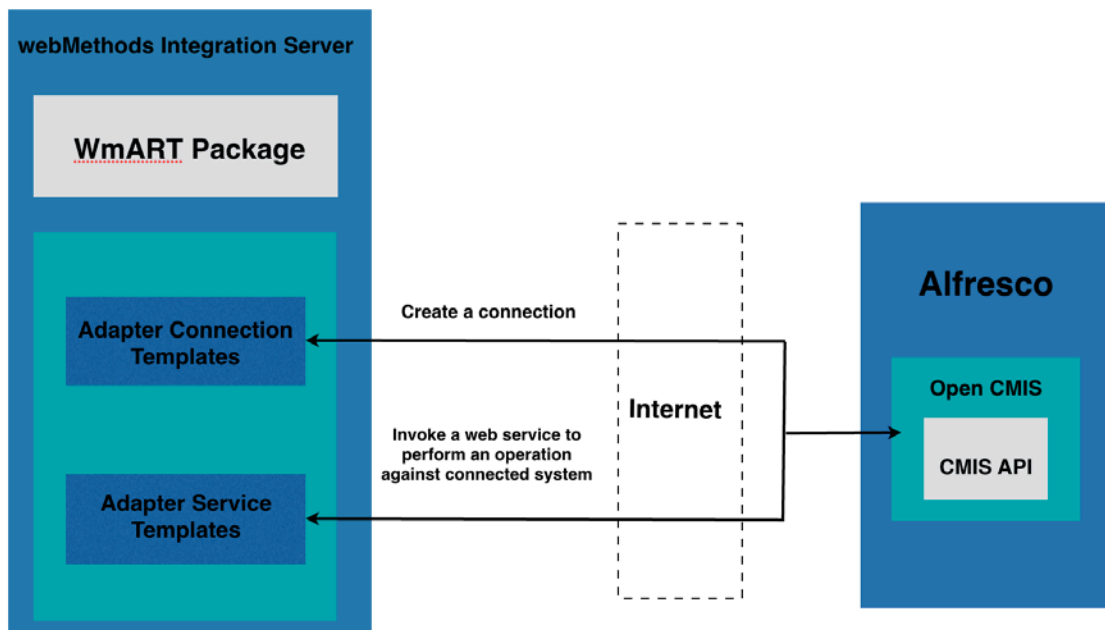 webMethods Integration Server
WmART Package
Adapter Connection
Templates
Adapter Service
Templates
Create a connection
Invoke a web service to
perform an operation
against connected system
Internet
Alfresco
Open CMIS
CMIS API